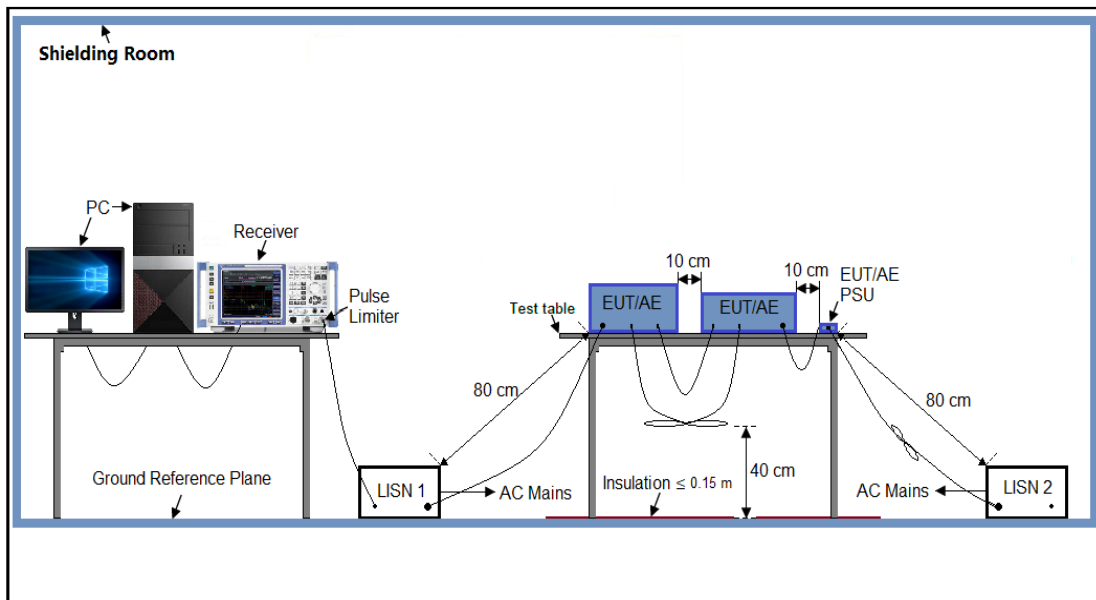 Shielding Room
PC
Receiver
Pulse
Limiter
10 cm
10 cm
EUT/AE
PSU
EUT/AE
EUT/AE
Test table
80 cm
80 cm
40 cm
Ground Reference Plane
LISN 1
AC Mains
Insulation ≤ 0.15 m
AC Mains
LISN 2